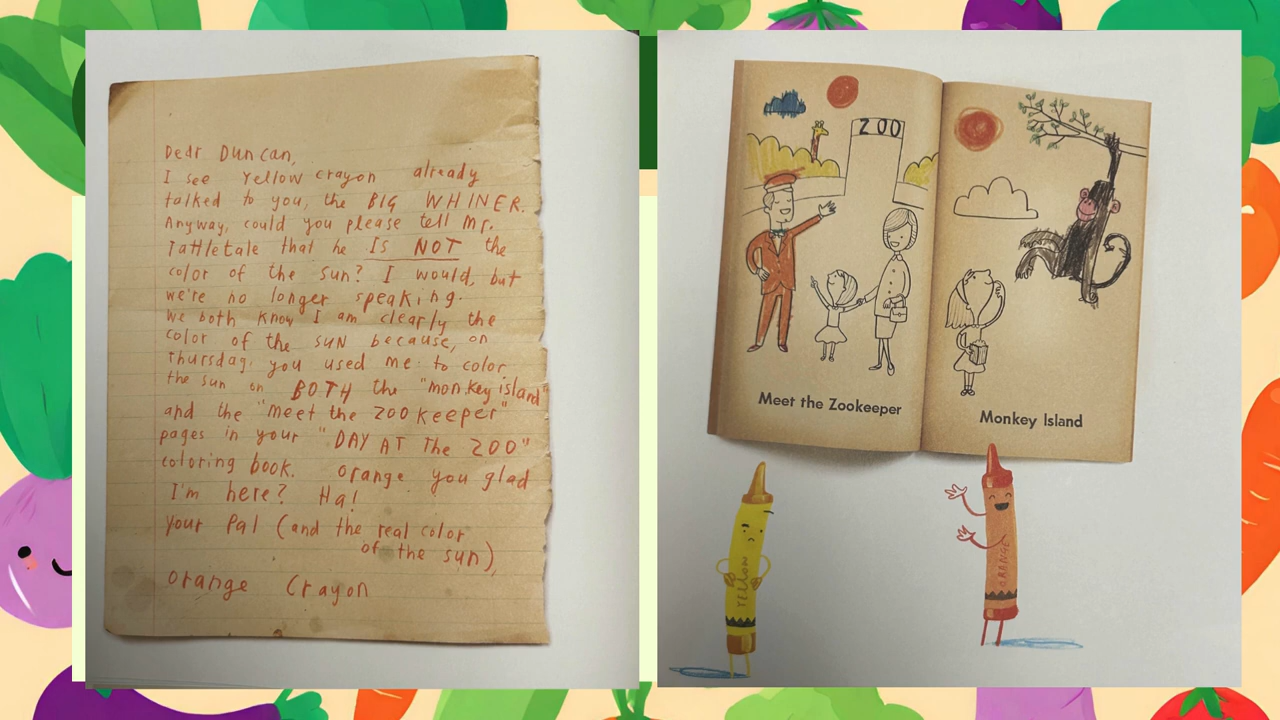 Dear Duncan,
I see Yellow crayon already
talked to you, the BIG WHINER.
Anyway, could you please tell Mr.
Tattletale that he IS NOT the
color of the sun? I would, but
we're no longer speaking.
We both know I am clearly the
color of the sun because, on
Thursday, you used me to color
the sun on BOTH the "monkey island"
and the "meet the zookeeper"
pages in your "DAY AT The ZOO"
coloring book. Orange you glad
I'm here? Ha!
Your Pal (and the real color
of the sun),
Orange Crayon
ZOO
Meet the Zookeeper
Monkey Island
YELLOW
ORANGE